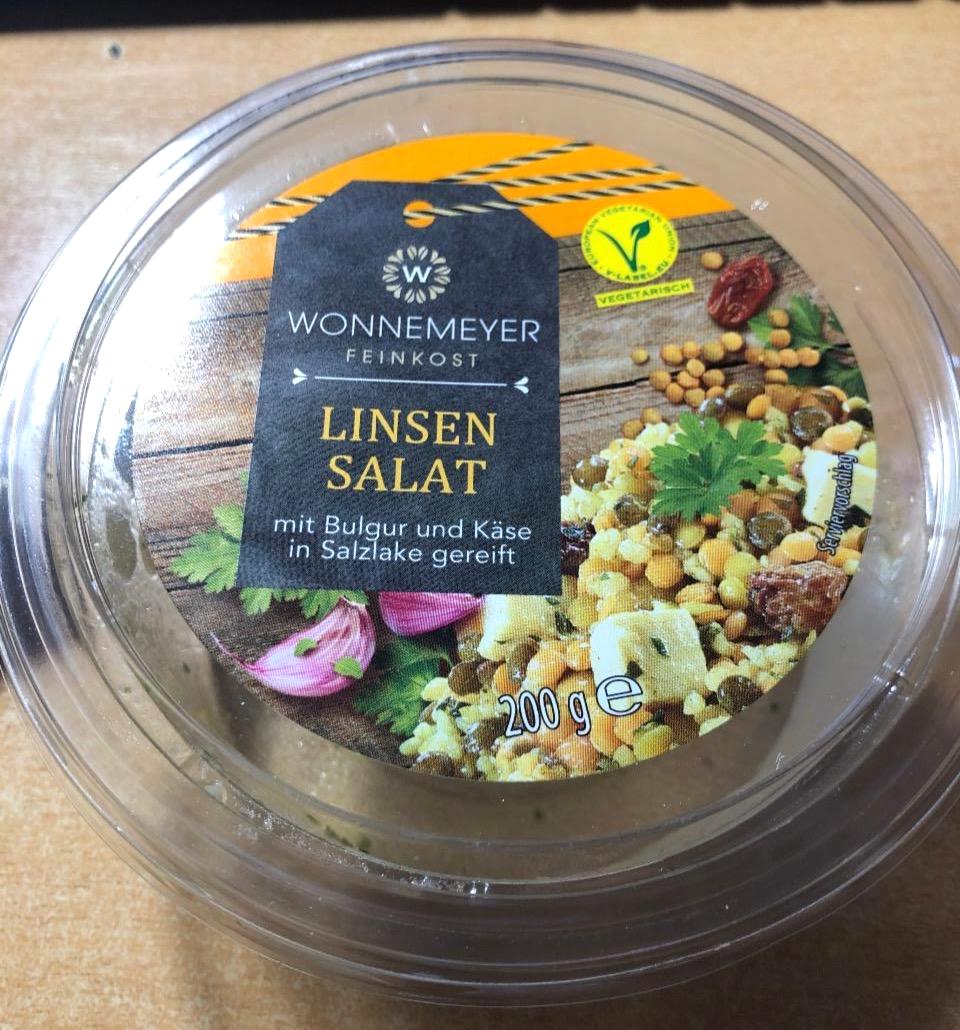 W
WONNEMEYER
FEINKOST
LINSEN
SALAT
mit Bulgur und Käse
in Salzlake gereift
EUROPEAN VEGETARIAN UNION
V-LABEL.EU
VEGETARISCH
Serviervorschlag
200 g e